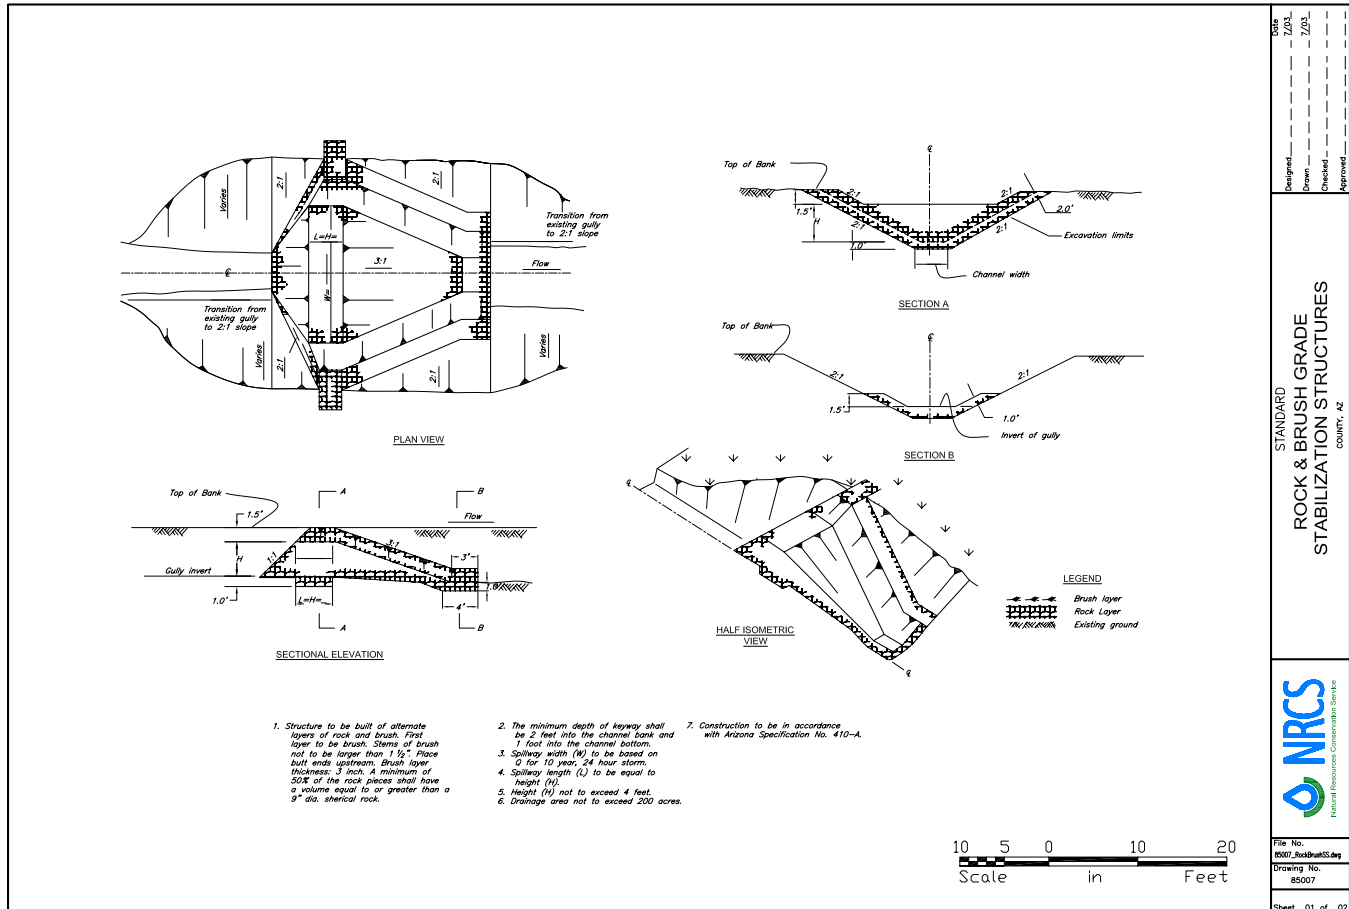 2:1
2:1
Varies
L=H=
3:1
W=
℄
Transition from
existing gully
to 2:1 slope
Flow
Transition from
existing gully
to 2:1 slope
Varies
2:1
2:1
Varies
PLAN VIEW
Top of Bank
℄
2:1
2:1
1.5'
H
2:1
2:1
1.0'
2.0'
Excavation limits
Channel width
SECTION A
Top of Bank
℄
2:1
2:1
1.5'
1.0'
Invert of gully
SECTION B
Top of Bank
A
B
1.5'
Flow
1:1
3:1
H
3'
Gully invert
1.0'
L=H=
4'
1.0'
A
B
SECTIONAL ELEVATION
℄
℄
HALF ISOMETRIC
VIEW
LEGEND
Brush layer
Rock Layer
Existing ground
1. Structure to be built of alternate
layers of rock and brush. First
layer to be brush. Stems of brush
not to be larger than 1 ½". Place
butt ends upstream. Brush layer
thickness: 3 inch. A minimum of
50% of the rock pieces shall have
a volume equal to or greater than a
9" dia. sherical rock.
2. The minimum depth of keyway shall
be 2 feet into the channel bank and
1 foot into the channel bottom.
3. Spillway width (W) to be based on
Q for 10 year, 24 hour storm.
4. Spillway length (L) to be equal to
height (H).
5. Height (H) not to exceed 4 feet.
6. Drainage area not to exceed 200 acres.
7. Construction to be in accordance
with Arizona Specification No. 410-A.
10 5 0 10 20
Scale in Feet
Date
Designed 7/03
Drawn 7/03
Checked
Approved
STANDARD
ROCK & BRUSH GRADE
STABILIZATION STRUCTURES
COUNTY, AZ
NRCS
Natural Resources Conservation Service
File No.
85007_RockBrushSS.dwg
Drawing No.
85007
Sheet 01 of 02